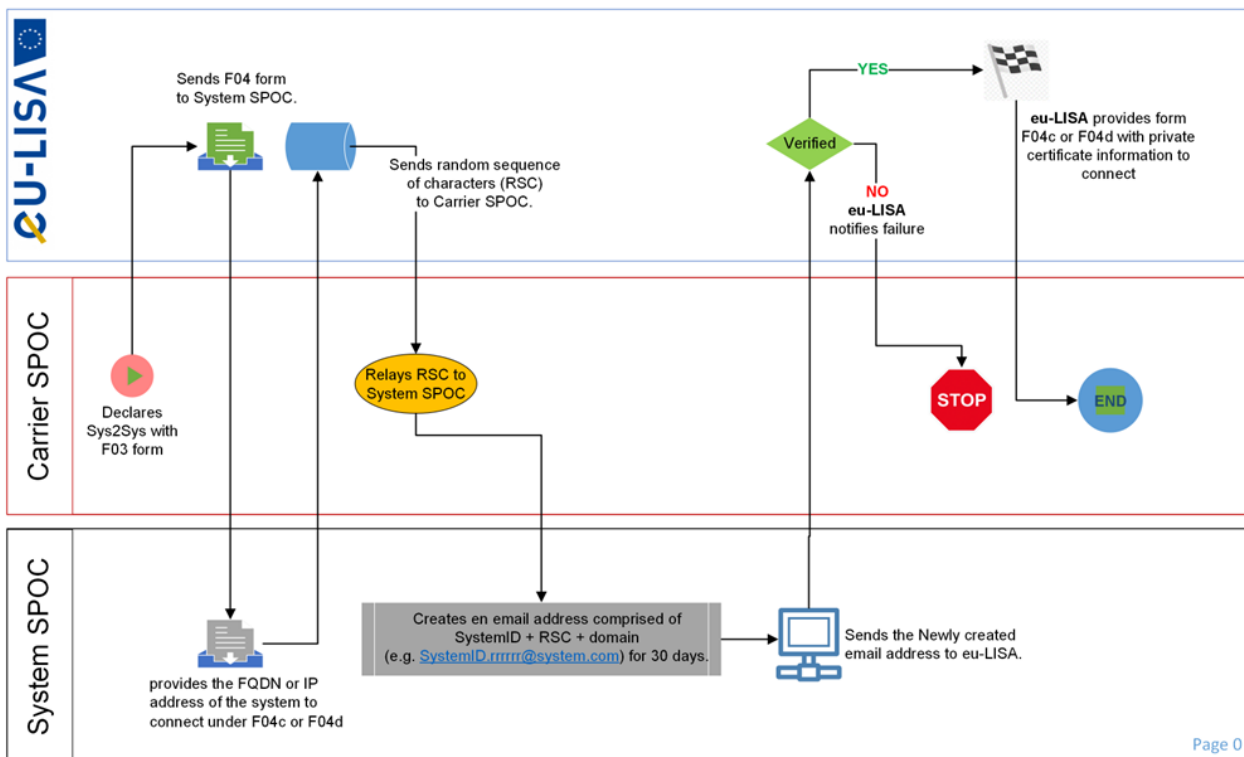 eu-LISA
Sends F04 form
to System SPOC.
Sends random sequence
of characters (RSC)
to Carrier SPOC.
Verified
YES
NO
eu-LISA
notifies failure
eu-LISA provides form
F04c or F04d with private
certificate information to
connect
Carrier SPOC
Declares
Sys2Sys with
F03 form
Relays RSC to
System SPOC
STOP
END
System SPOC
provides the FQDN or IP
address of the system to
connect under F04c or F04d
Creates en email address comprised of
SystemID + RSC + domain
(e.g. SystemID.rrrrrr@system.com) for 30 days.
Sends the Newly created
email address to eu-LISA.
Page 0